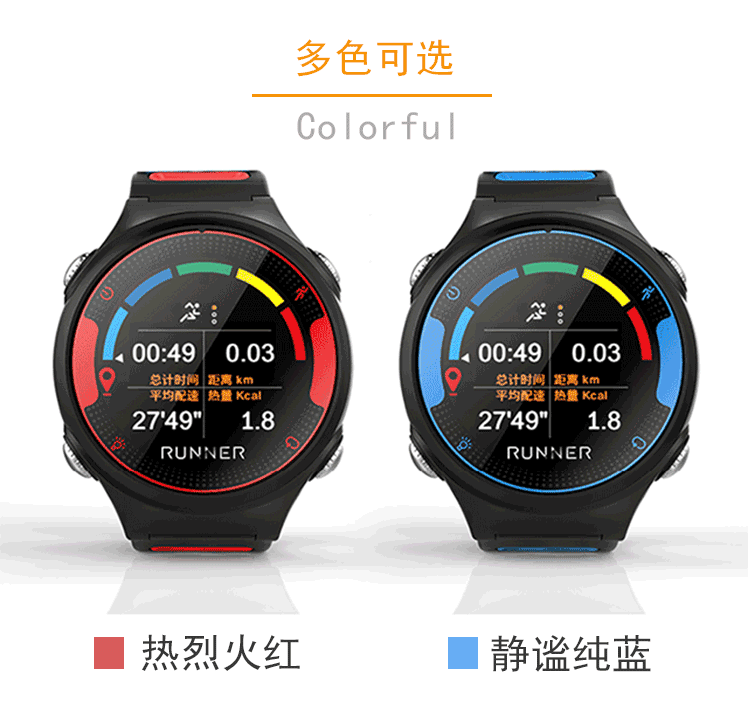 多色可选
Colorful
00:49 0.03
总计时间 距离 km
平均配速 热量 Kcal
27'49" 1.8
RUNNER
00:49 0.03
总计时间 距离 km
平均配速 热量 Kcal
27'49" 1.8
RUNNER
热烈火红
静谧纯蓝